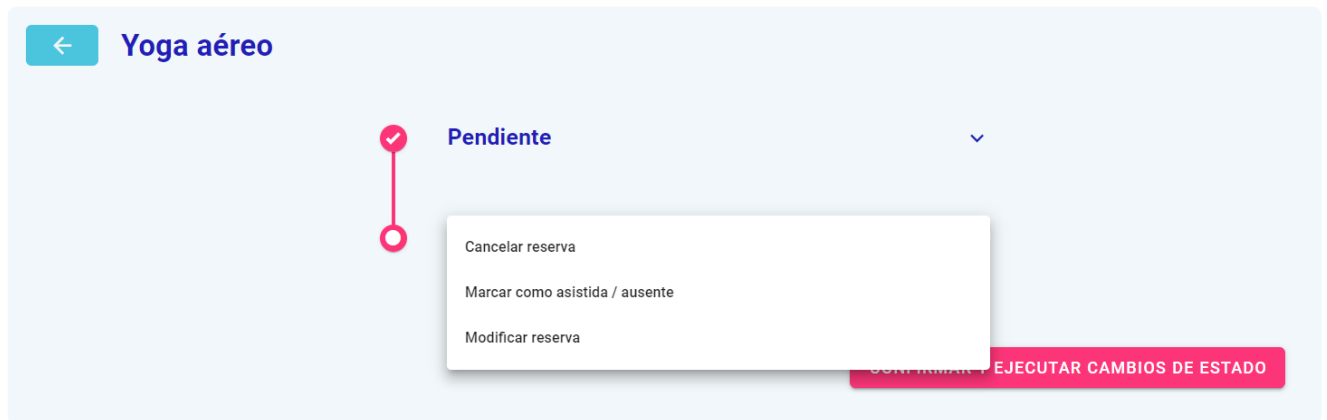 Yoga aéreo
Pendiente
Cancelar reserva
Marcar como asistida / ausente
Modificar reserva
EJECUTAR CAMBIOS DE ESTADO